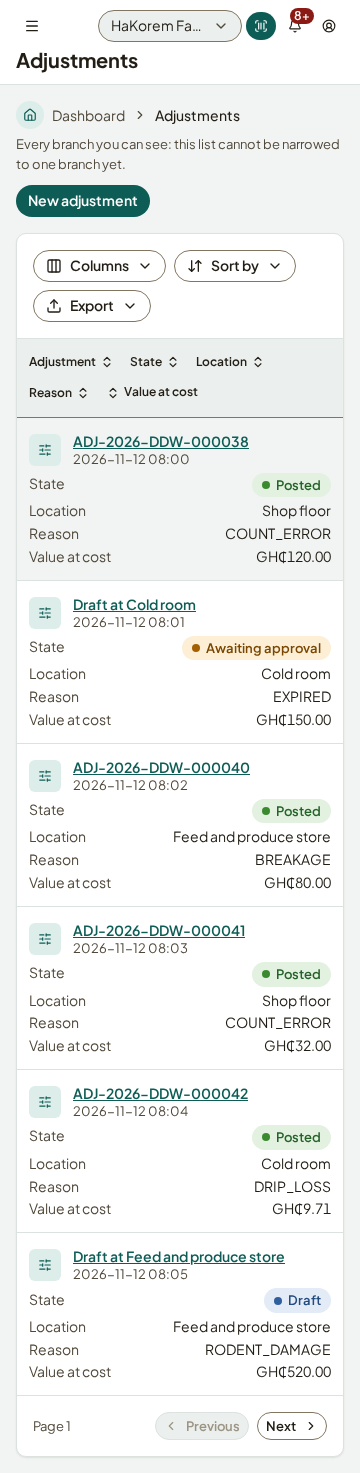 HaKorem Fa...
8+
Adjustments
Dashboard
Adjustments
Every branch you can see: this list cannot be narrowed
to one branch yet.
New adjustment
Columns
Sort by
Export
Adjustment
State
Location
Reason
Value at cost
ADJ-2026-DDW-000038
2026-11-12 08:00
State
Posted
Location
Shop floor
Reason
COUNT_ERROR
Value at cost
GH₵120.00
Draft at Cold room
2026-11-12 08:01
State
Awaiting approval
Location
Cold room
Reason
EXPIRED
Value at cost
GH₵150.00
ADJ-2026-DDW-000040
2026-11-12 08:02
State
Posted
Location
Feed and produce store
Reason
BREAKAGE
Value at cost
GH₵80.00
ADJ-2026-DDW-000041
2026-11-12 08:03
State
Posted
Location
Shop floor
Reason
COUNT_ERROR
Value at cost
GH₵32.00
ADJ-2026-DDW-000042
2026-11-12 08:04
State
Posted
Location
Cold room
Reason
DRIP_LOSS
Value at cost
GH₵9.71
Draft at Feed and produce store
2026-11-12 08:05
State
Draft
Location
Feed and produce store
Reason
RODENT_DAMAGE
Value at cost
GH₵520.00
Page 1
Previous
Next